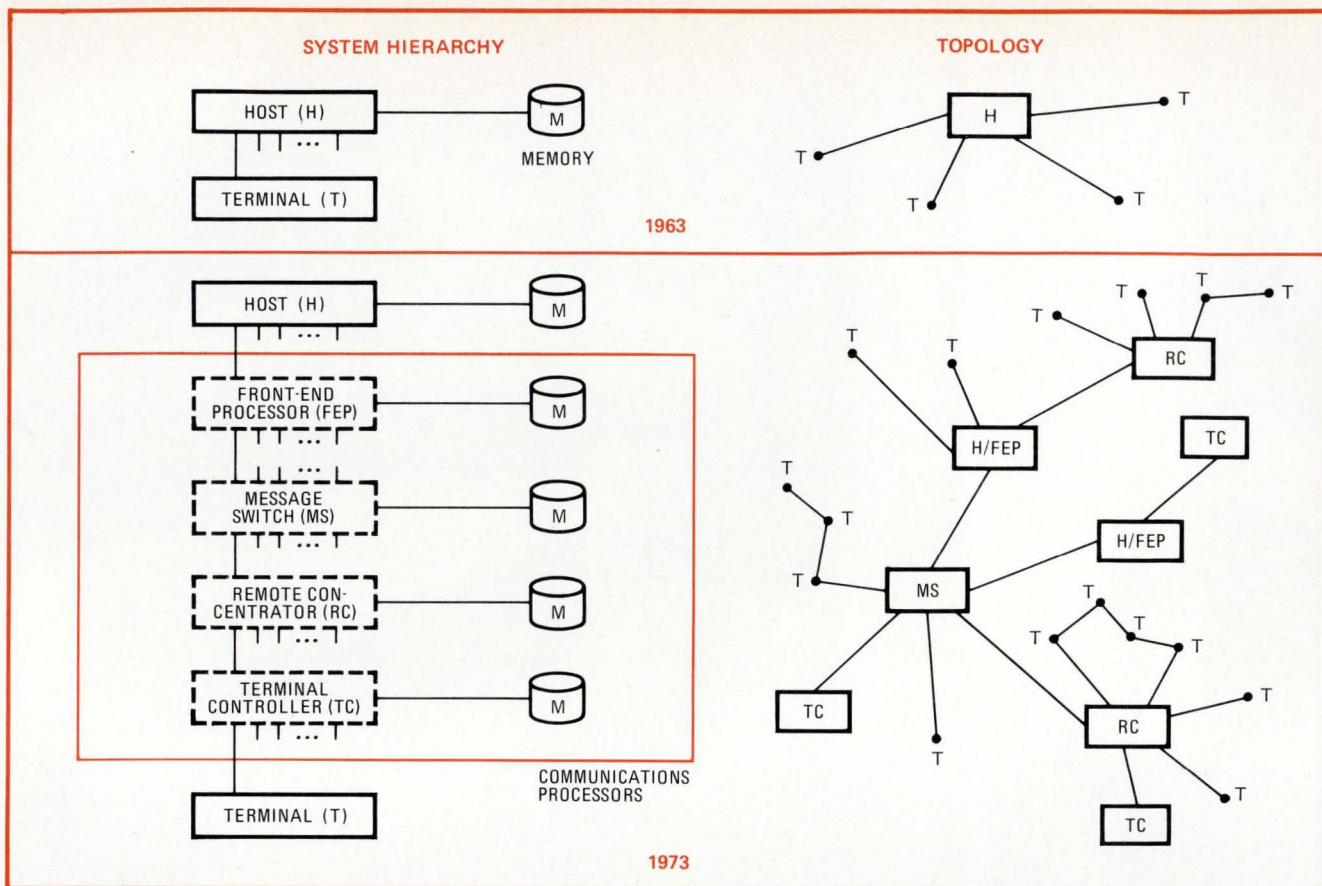 SYSTEM HIERARCHY
TOPOLOGY
HOST (H)
...
M
MEMORY
TERMINAL (T)
H
T
T
T
T
1963
HOST (H)
...
M
FRONT-END
PROCESSOR (FEP)
...
M
...
MESSAGE
SWITCH (MS)
...
M
REMOTE CON-
CENTRATOR (RC)
...
M
TERMINAL
CONTROLLER (TC)
...
M
COMMUNICATIONS
PROCESSORS
TERMINAL (T)
T
T
T
T
RC
T
T
H/FEP
TC
T
T
T
H/FEP
MS
T
T
T
T
TC
T
RC
T
T
TC
1973